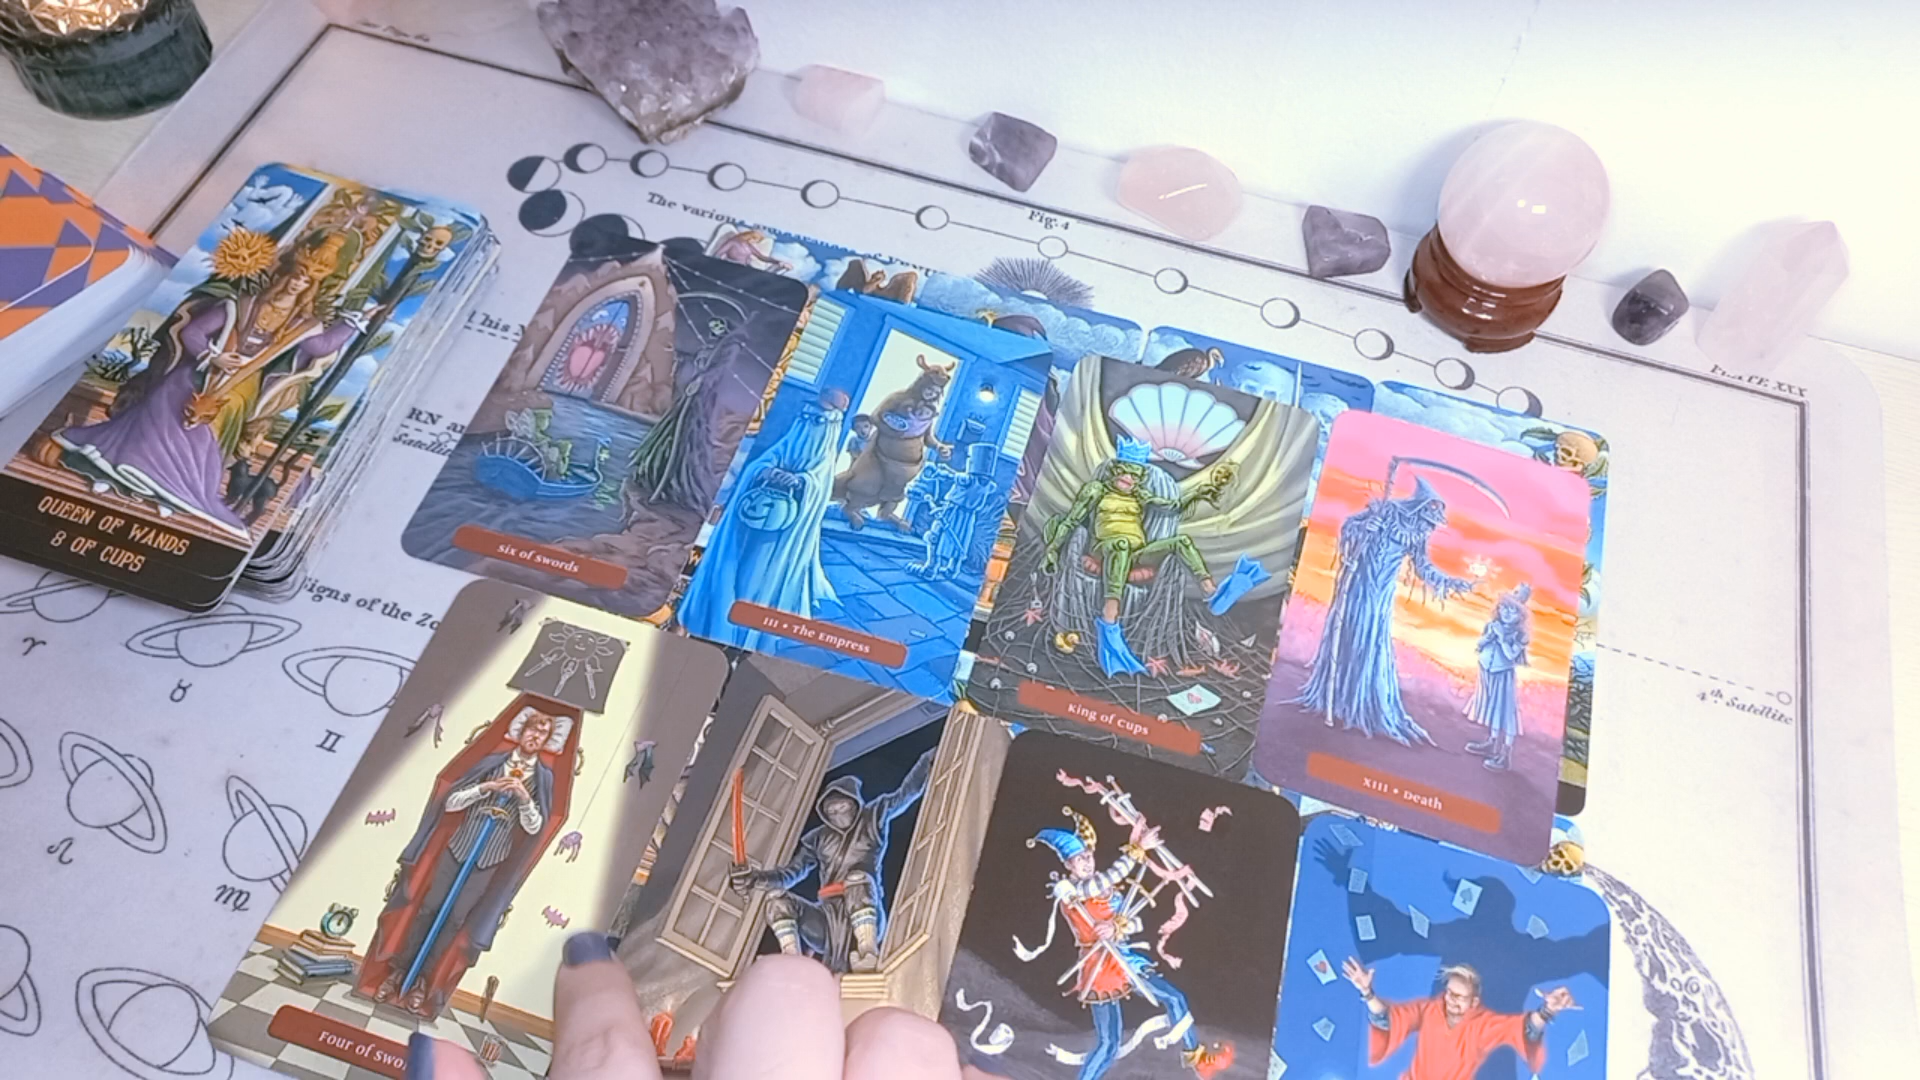 The various
Fig. 4
PLATE XXX
4th Satellite
RN
Satellite
Signs of the Zo
QUEEN OF WANDS
8 OF CUPS
six of swords
III • The Empress
King of Cups
XIII • Death
Four of Swo